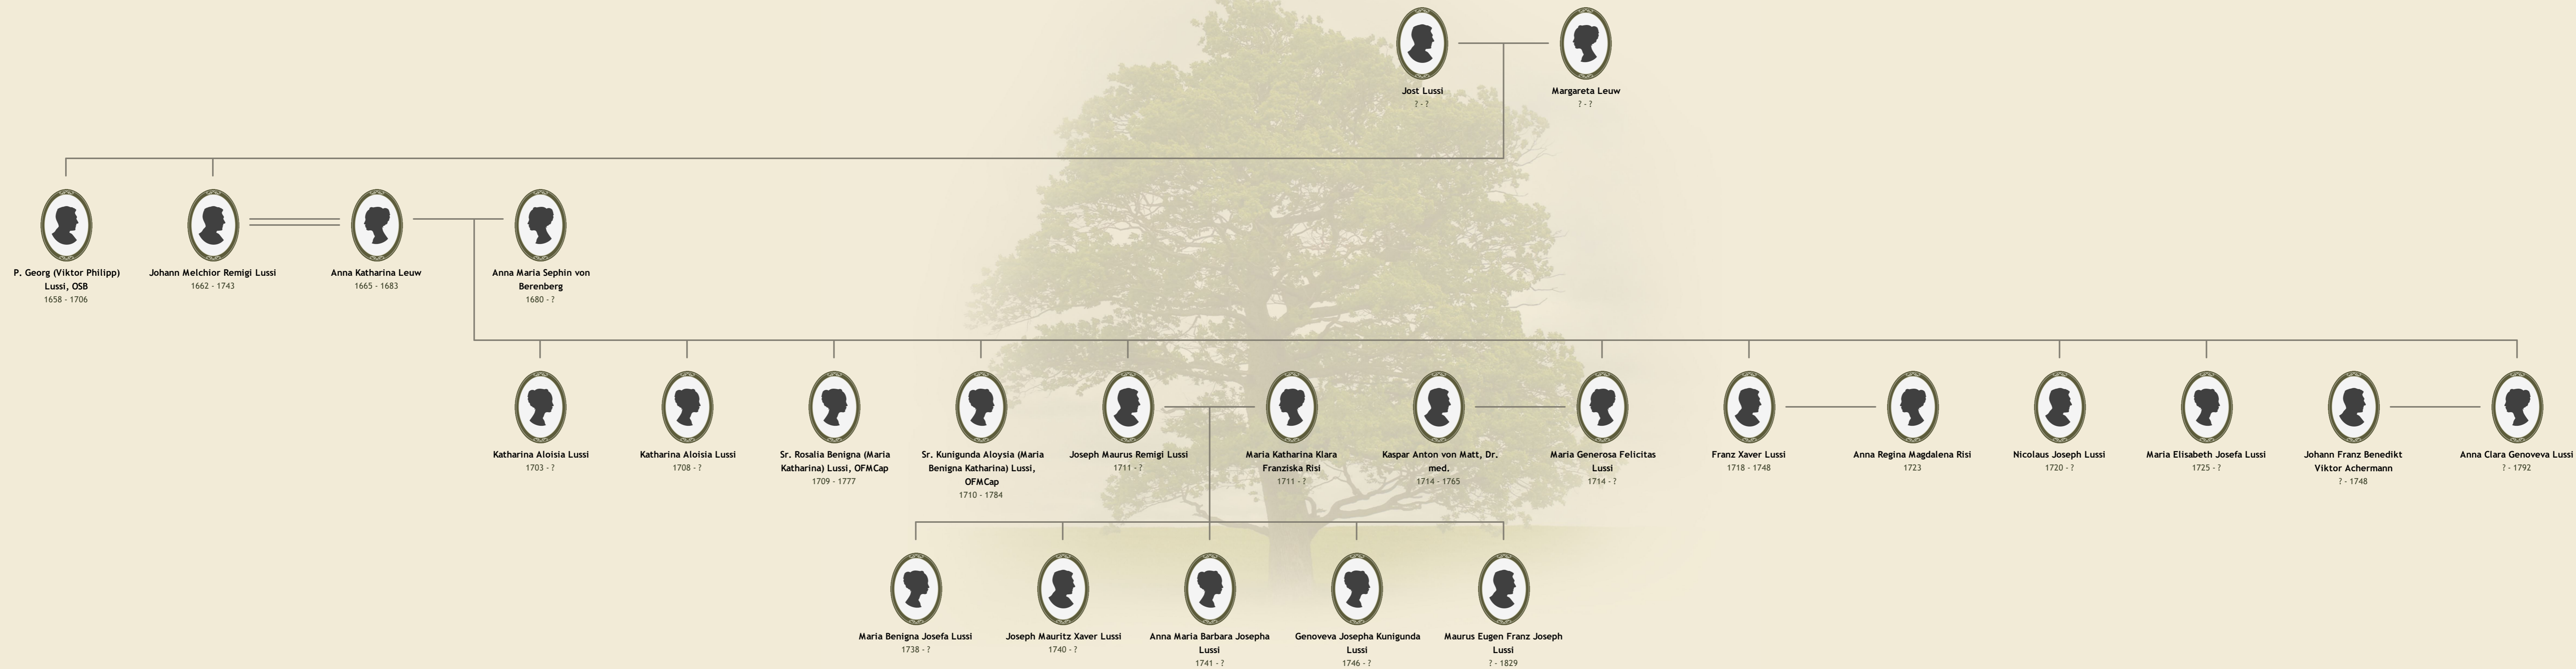 Jost Lussi
? - ?
Margareta Leuw
? - ?
P. Georg (Viktor Philipp)
Lussi, OSB
1658 - 1706
Johann Melchior Remigi Lussi
1662 - 1743
Anna Katharina Leuw
1665 - 1683
Anna Maria Sephin von
Berenberg
1680 - ?
Katharina Aloisia Lussi
1703 - ?
Katharina Aloisia Lussi
1708 - ?
Sr. Rosalia Benigna (Maria
Katharina) Lussi, OFMCap
1709 - 1777
Sr. Kunigunda Aloysia (Maria
Benigna Katharina) Lussi,
OFMCap
1710 - 1784
Joseph Maurus Remigi Lussi
1711 - ?
Maria Katharina Klara
Franziska Risi
1711 - ?
Kaspar Anton von Matt, Dr.
med.
1714 - 1765
Maria Generosa Felicitas
Lussi
1714 - ?
Franz Xaver Lussi
1718 - 1748
Anna Regina Magdalena Risi
1723
Nicolaus Joseph Lussi
1720 - ?
Maria Elisabeth Josefa Lussi
1725 - ?
Johann Franz Benedikt
Viktor Achermann
? - 1748
Anna Clara Genoveva Lussi
? - 1792
Maria Benigna Josefa Lussi
1738 - ?
Joseph Mauritz Xaver Lussi
1740 - ?
Anna Maria Barbara Josepha
Lussi
1741 - ?
Genoveva Josepha Kunigunda
Lussi
1746 - ?
Maurus Eugen Franz Joseph
Lussi
? - 1829